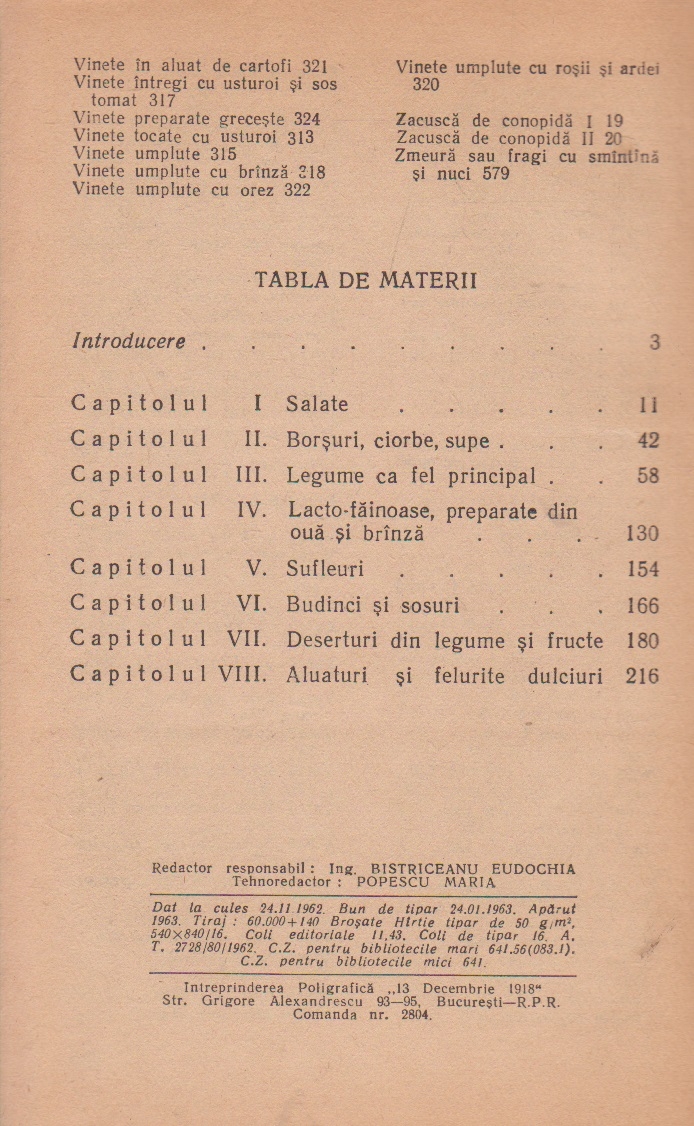 Vinete în aluat de cartofi 321
Vinete întregi cu usturoi și sos
tomat 317
Vinete preparate grecește 324
Vinete tocate cu usturoi 313
Vinete umplute 315
Vinete umplute cu brînză 318
Vinete umplute cu orez 322
Vinete umplute cu roșii și ardei
320
Zacuscă de conopidă I 19
Zacuscă de conopidă II 20
Zmeură sau fragi cu smîntînă
și nuci 579
TABLA DE MATERII
Introducere . . . . . . . . . 3
Capitolul I Salate . . . . . 11
Capitolul II. Borșuri, ciorbe, supe . . . 42
Capitolul III. Legume ca fel principal . . 58
Capitolul IV. Lacto-făinoase, preparate din
ouă și brînză . . . . 130
Capitolul V. Sufleuri . . . . . 154
Capitolul VI. Budinci și sosuri . . . 166
Capitolul VII. Deserturi din legume și fructe 180
Capitolul VIII. Aluaturi și felurite dulciuri 216
Redactor responsabil : Ing. BISTRICEANU EUDOCHIA
Tehnoredactor : POPESCU MARIA
Dat la cules 24.11 1962. Bun de tipar 24.01.1963. Apărut
1963. Tiraj : 60.000+140 Broșate Hîrtie tipar de 50 g/m²,
540×840/16. Coli editoriale 11,43. Coli de tipar 16. A.
T. 2728/80/1962. C.Z. pentru bibliotecile mari 641.56(083.1).
C.Z. pentru bibliotecile mici 641.
Intreprinderea Poligrafică „13 Decembrie 1918“
Str. Grigore Alexandrescu 93—95, București—R.P.R.
Comanda nr. 2804.